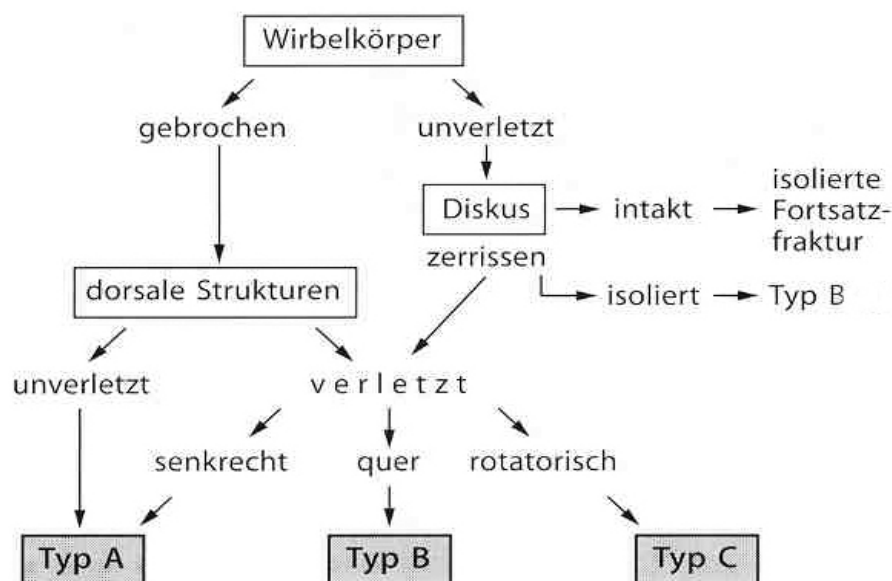 Wirbelkörper
gebrochen
unverletzt
Diskus
intakt
isolierte
Fortsatz-
fraktur
zerrissen
isoliert
Typ B
dorsale Strukturen
unverletzt
verletzt
senkrecht
quer
rotatorisch
Typ A
Typ B
Typ C